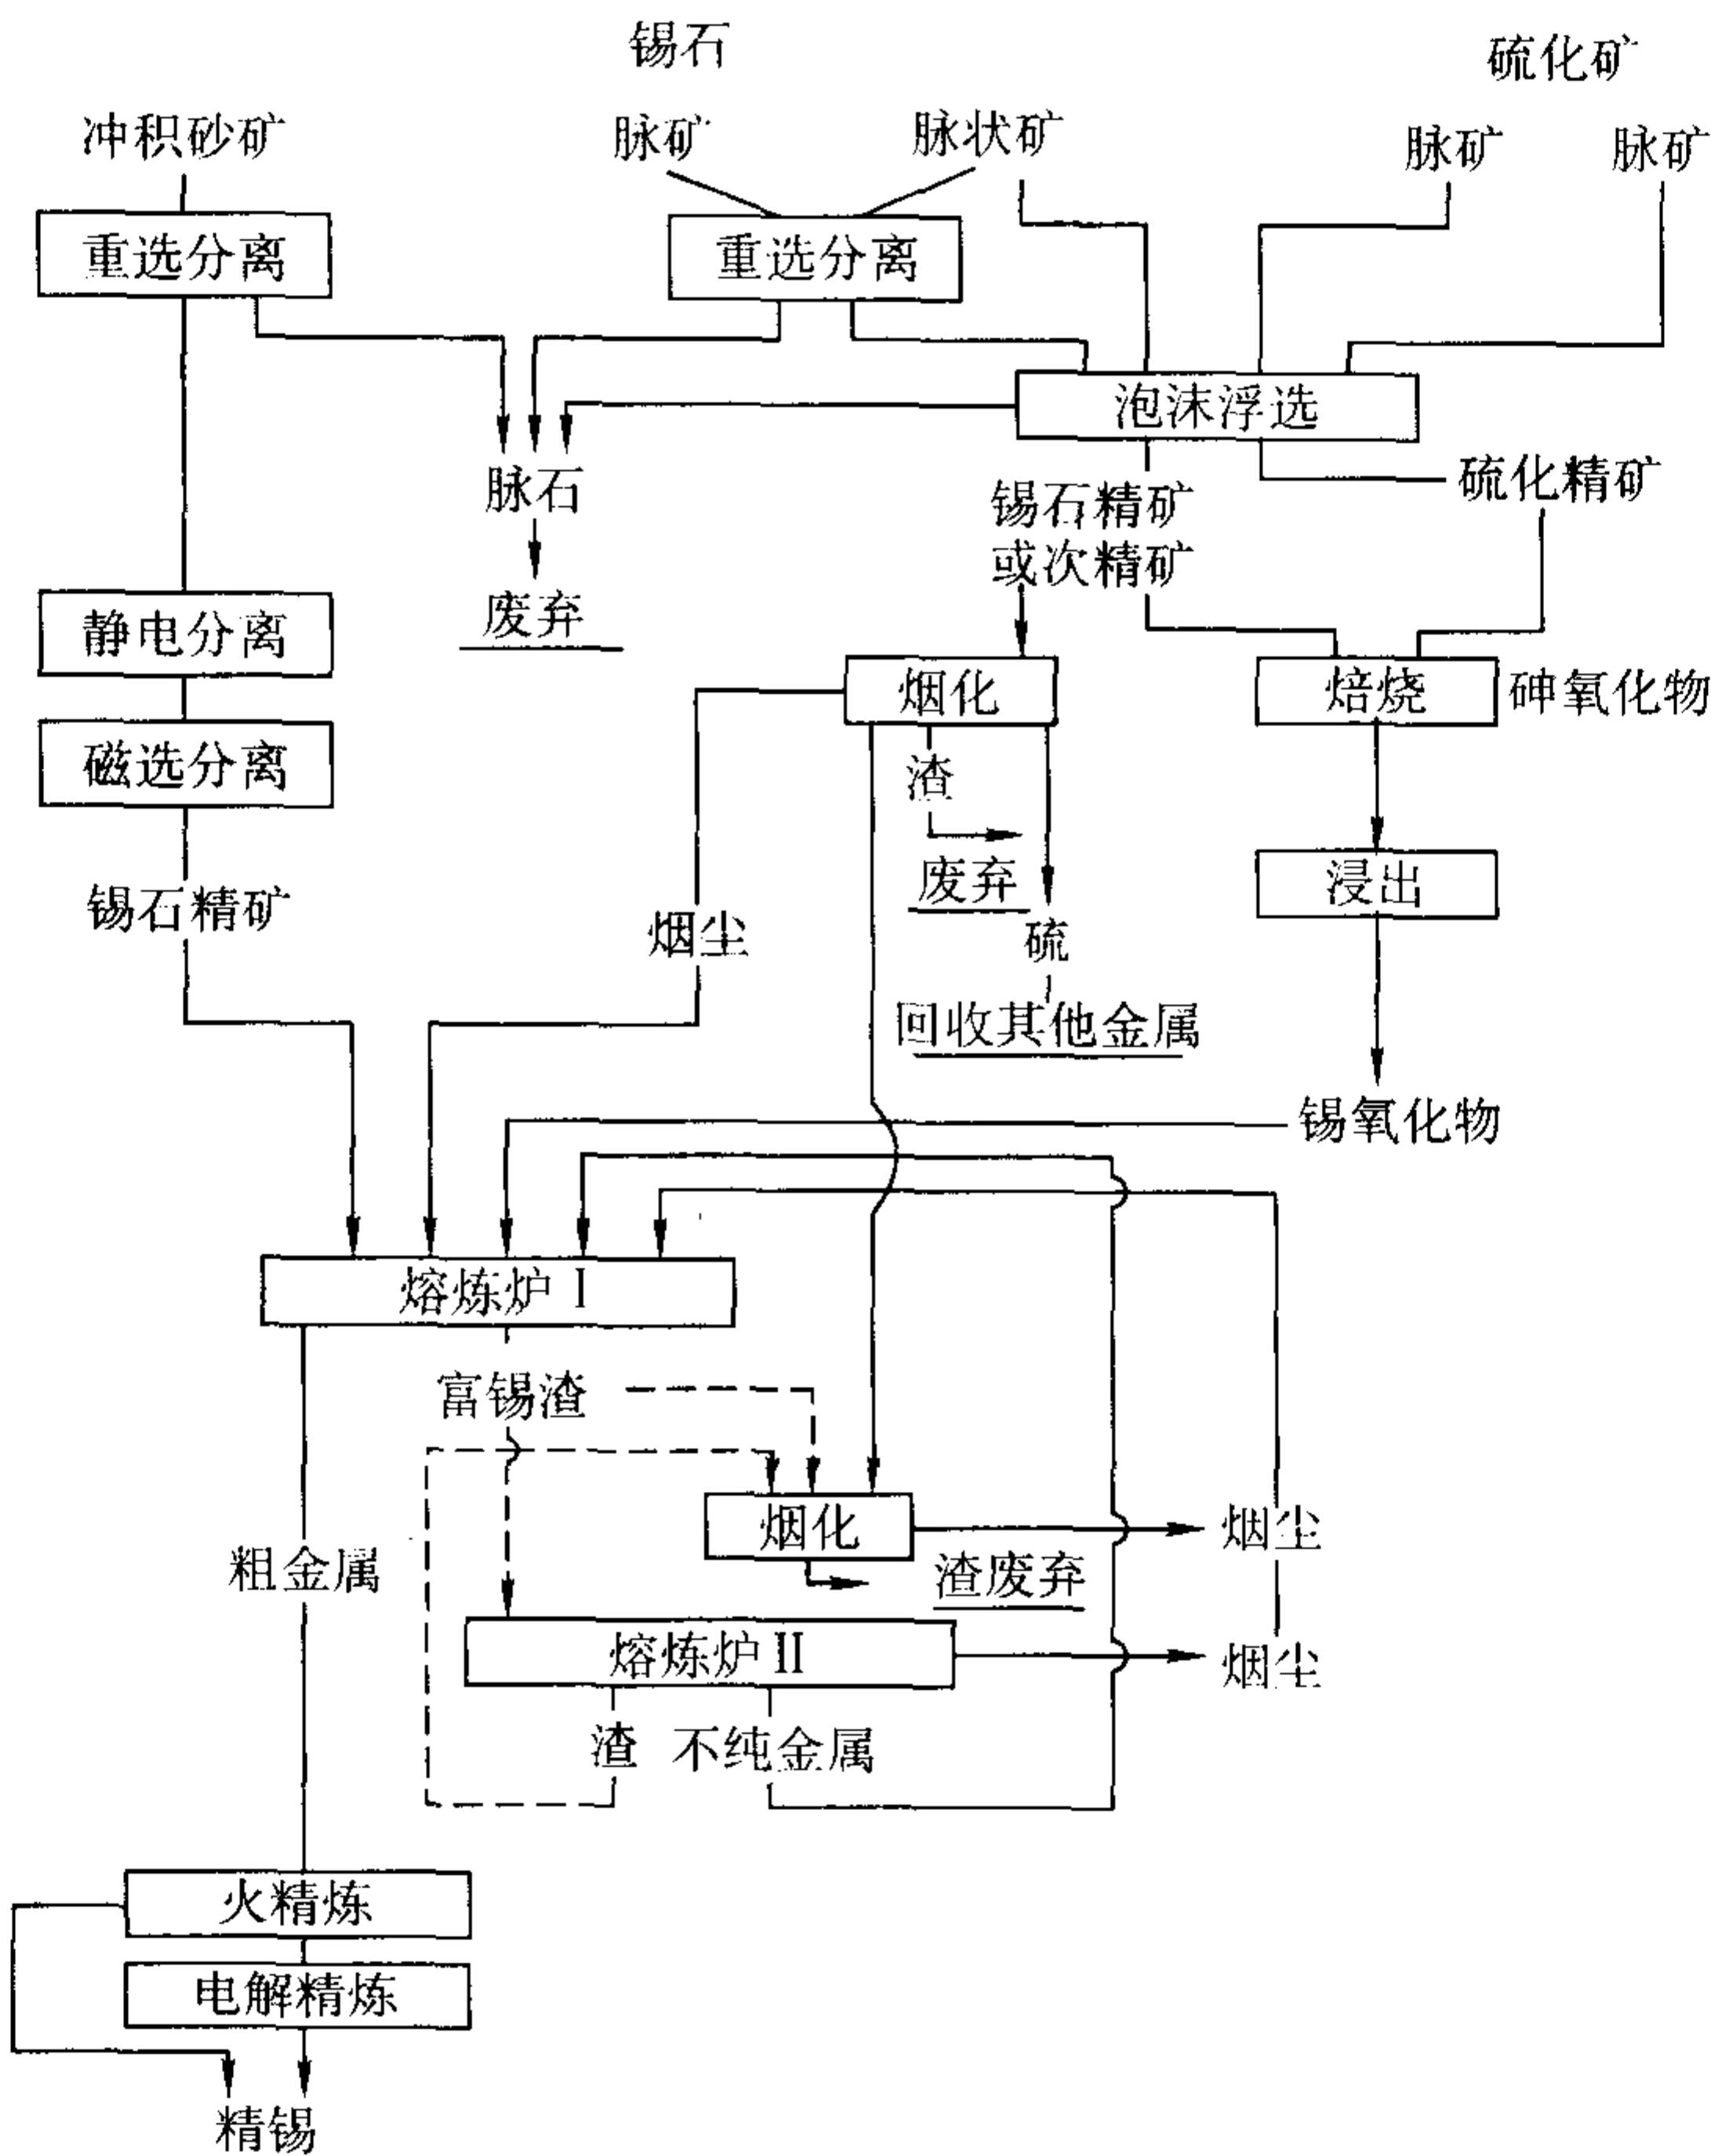 锡石
硫化矿
冲积砂矿
脉矿
脉状矿
脉矿
脉矿
重选分离
重选分离
泡沫浮选
脉石
废弃
锡石精矿
或次精矿
硫化精矿
静电分离
磁选分离
烟化
焙烧
砷氧化物
渣
废弃
浸出
锡石精矿
烟尘
硫
回收其他金属
锡氧化物
熔炼炉 Ⅰ
富锡渣
烟化
烟尘
粗金属
渣废弃
熔炼炉 Ⅱ
烟尘
渣
不纯金属
火精炼
电解精炼
精锡